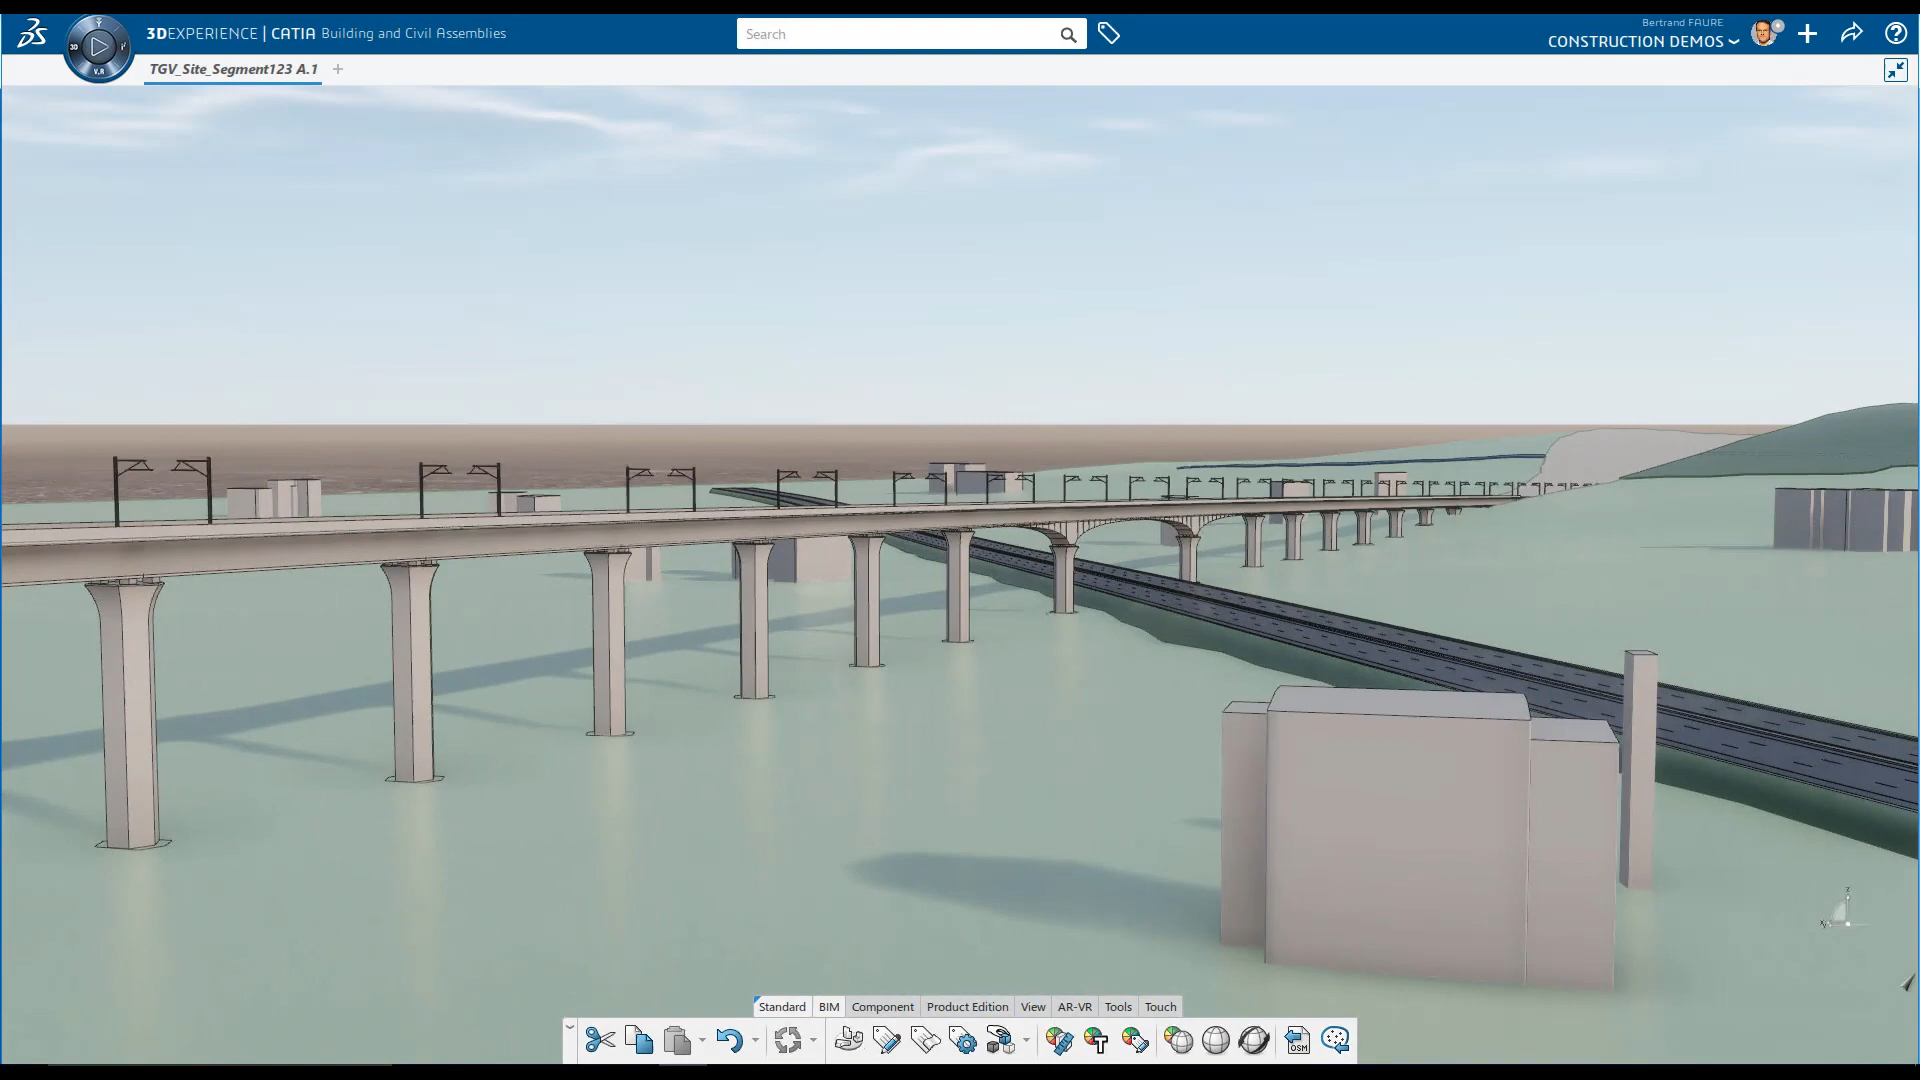 3DEXPERIENCE | CATIA Building and Civil Assemblies
3D
V.R
Search
Bertrand FAURE
CONSTRUCTION DEMOS
TGV_Site_Segment123 A.1
Standard
BIM
Component
Product Edition
View
AR-VR
Tools
Touch
T
OSM
z